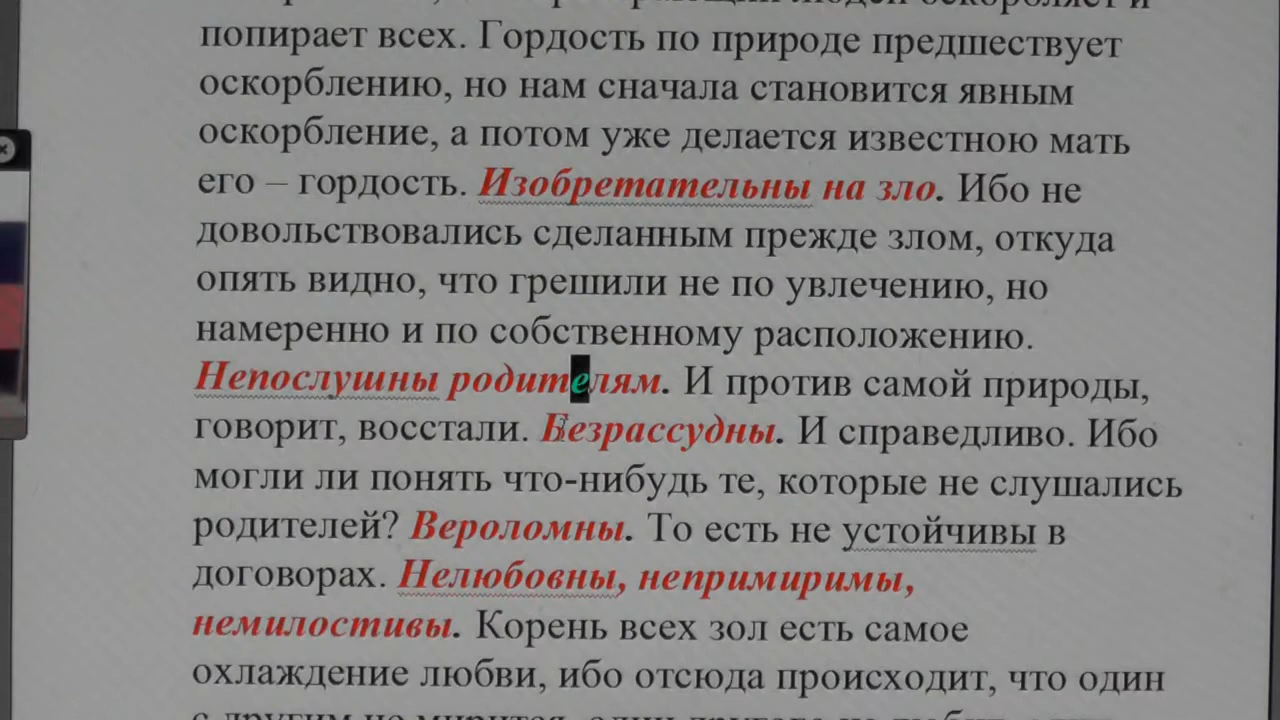 попирает всех. Гордость по природе предшествует
оскорблению, но нам сначала становится явным
оскорбление, а потом уже делается известною мать
его – гордость. Изобретательны на зло. Ибо не
довольствовались сделанным прежде злом, откуда
опять видно, что грешили не по увлечению, но
намеренно и по собственному расположению.
Непослушны родителям. И против самой природы,
говорит, восстали. Безрассудны. И справедливо. Ибо
могли ли понять что-нибудь те, которые не слушались
родителей? Вероломны. То есть не устойчивы в
договорах. Нелюбовны, непримиримы,
немилостивы. Корень всех зол есть самое
охлаждение любви, ибо отсюда происходит, что один